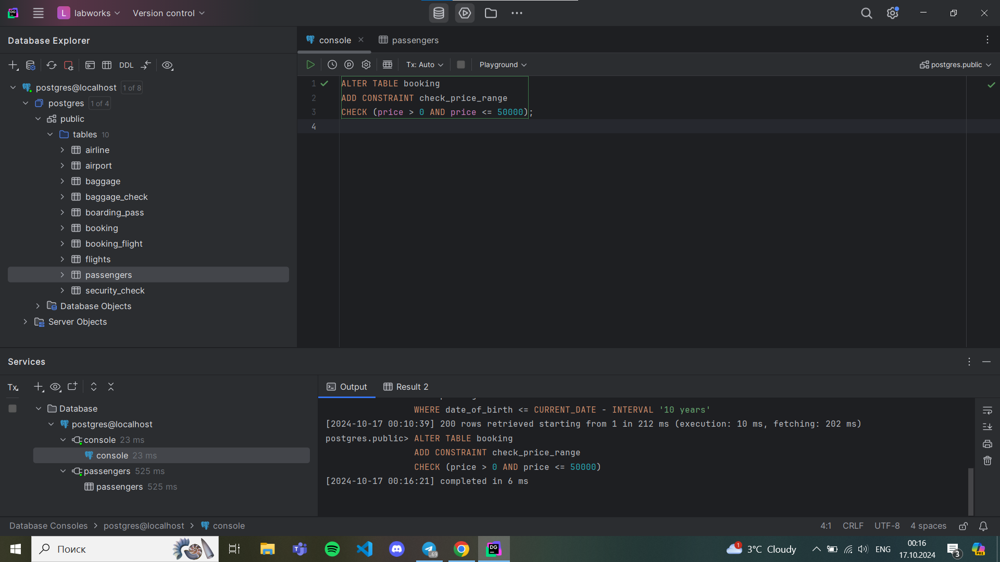 DG
L
labworks
Version control
Database Explorer
DDL
postgres@localhost 1 of 8
postgres 1 of 4
public
tables 10
airline
airport
baggage
baggage_check
boarding_pass
booking
booking_flight
flights
passengers
security_check
Database Objects
Server Objects
console
passengers
Tx: Auto
Playground
postgres.public
1 ALTER TABLE booking
2 ADD CONSTRAINT check_price_range
3 CHECK (price > 0 AND price <= 50000);
4
Services
Tx
Database
postgres@localhost
console 23 ms
console 23 ms
passengers 525 ms
passengers 525 ms
Output
Result 2
WHERE date_of_birth <= CURRENT_DATE - INTERVAL '10 years'
[2024-10-17 00:10:39] 200 rows retrieved starting from 1 in 212 ms (execution: 10 ms, fetching: 202 ms)
postgres.public> ALTER TABLE booking
ADD CONSTRAINT check_price_range
CHECK (price > 0 AND price <= 50000)
[2024-10-17 00:16:21] completed in 6 ms
Database Consoles > postgres@localhost > console
4:1 CRLF UTF-8 4 spaces
Поиск
..69
DG
1
3°C Cloudy
ENG
00:16
17.10.2024
3
PRE